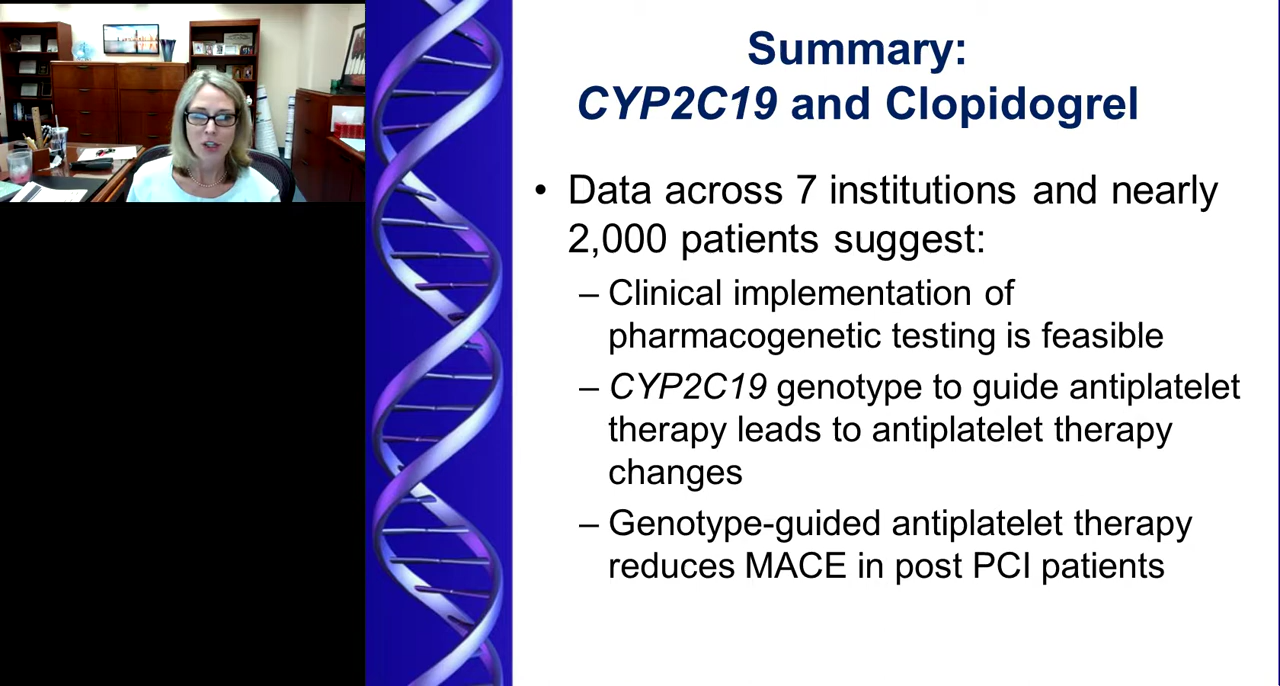 Summary:
CYP2C19 and Clopidogrel
• Data across 7 institutions and nearly
2,000 patients suggest:
– Clinical implementation of
pharmacogenetic testing is feasible
– CYP2C19 genotype to guide antiplatelet
therapy leads to antiplatelet therapy
changes
– Genotype-guided antiplatelet therapy
reduces MACE in post PCI patients